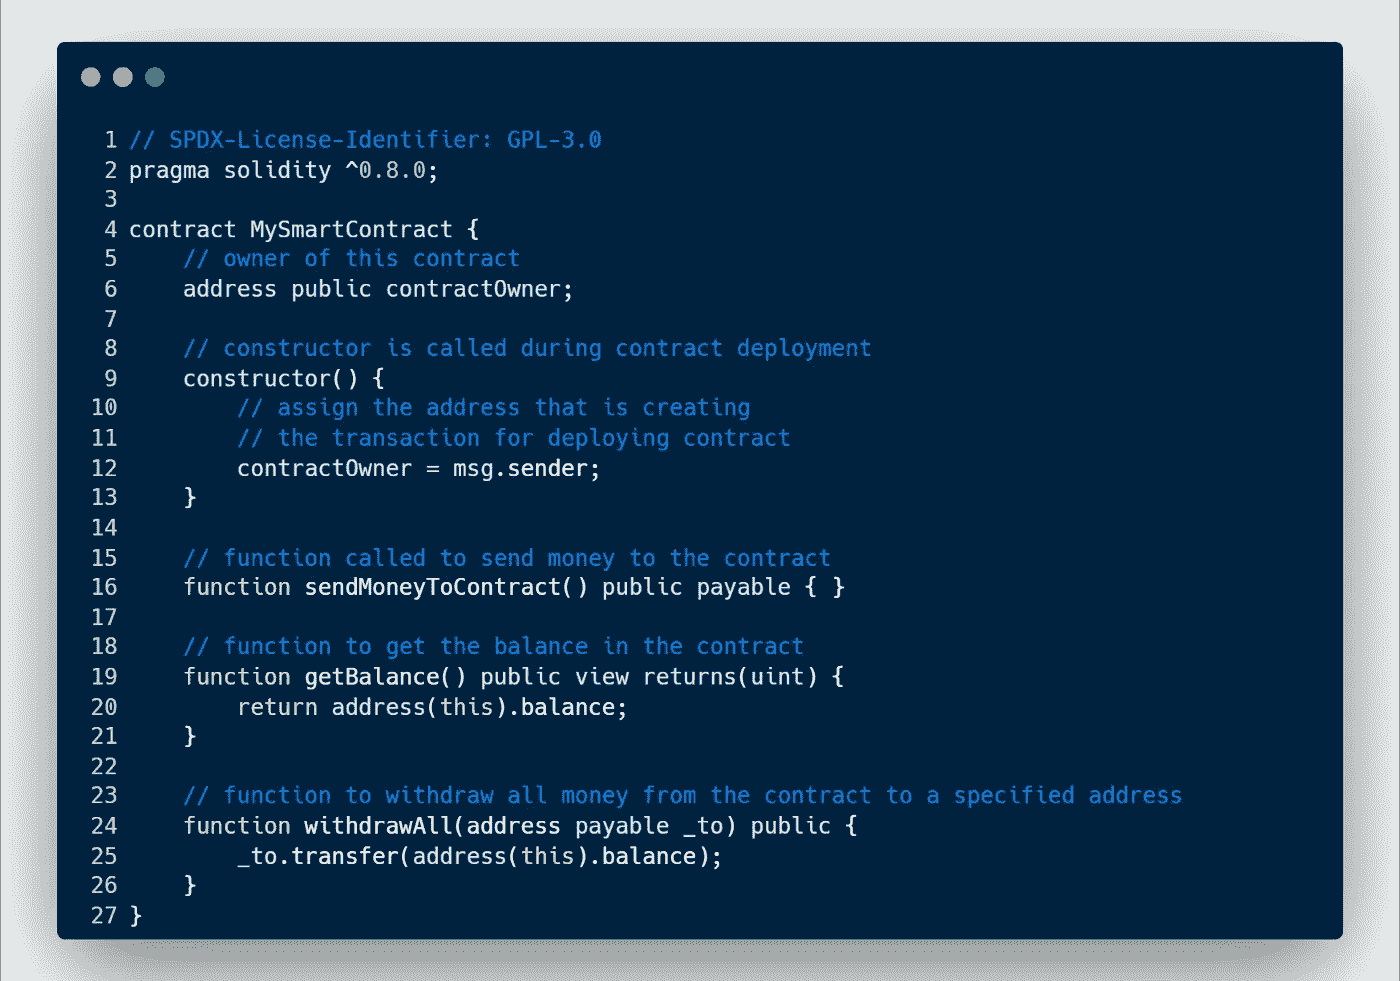 1 // SPDX-License-Identifier: GPL-3.0
2 pragma solidity ^0.8.0;
3
4 contract MySmartContract {
5     // owner of this contract
6     address public contractOwner;
7
8     // constructor is called during contract deployment
9     constructor() {
10         // assign the address that is creating
11         // the transaction for deploying contract
12         contractOwner = msg.sender;
13     }
14
15     // function called to send money to the contract
16     function sendMoneyToContract() public payable { }
17
18     // function to get the balance in the contract
19     function getBalance() public view returns(uint) {
20         return address(this).balance;
21     }
22
23     // function to withdraw all money from the contract to a specified address
24     function withdrawAll(address payable _to) public {
25         _to.transfer(address(this).balance);
26     }
27 }